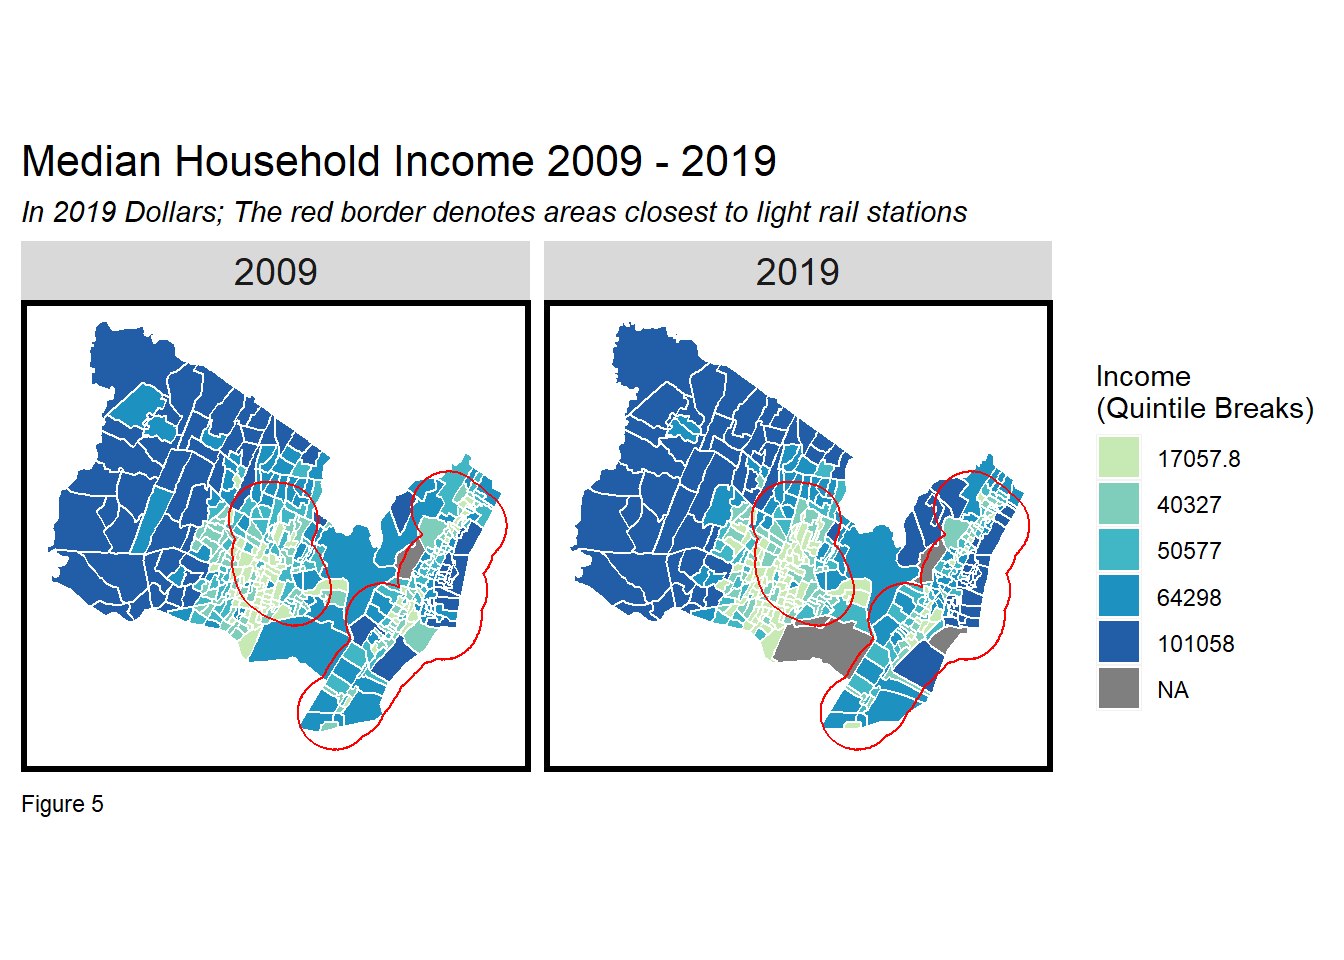 Median Household Income 2009 - 2019
In 2019 Dollars; The red border denotes areas closest to light rail stations
2009
2019
Income
(Quintile Breaks)
17057.8
40327
50577
64298
101058
NA
Figure 5